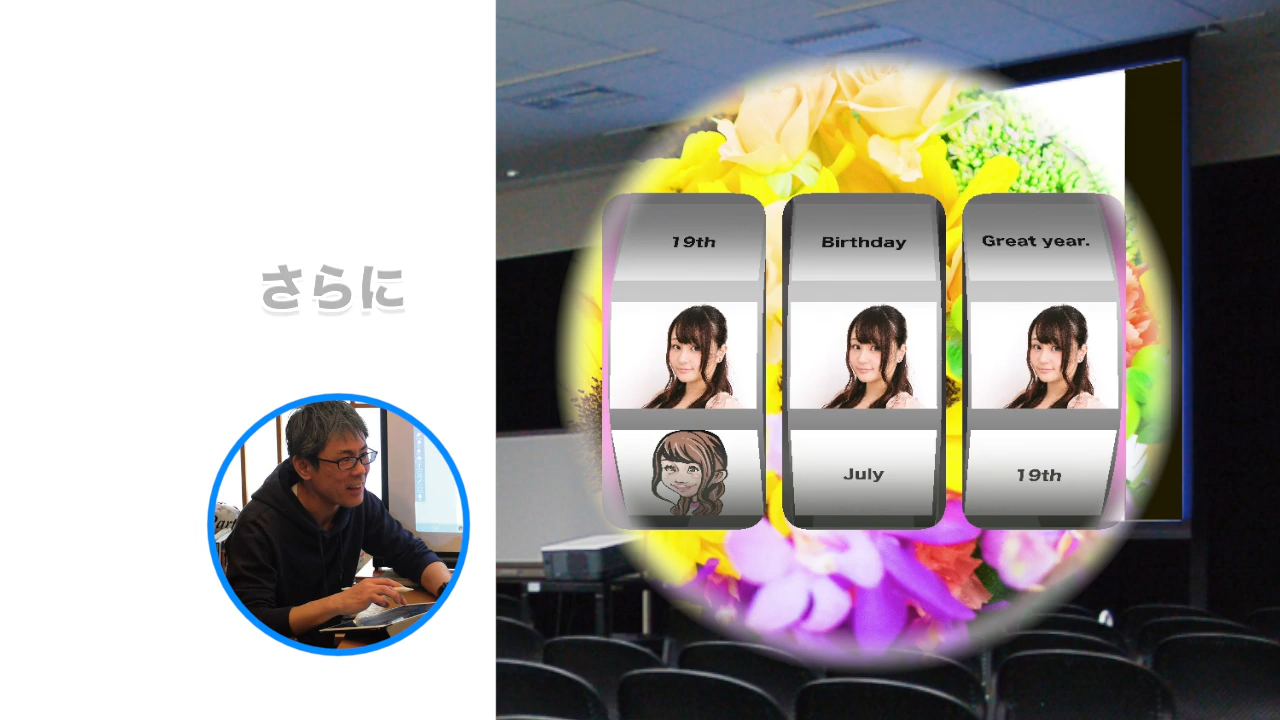 さらに
19th
Birthday
Great year.
July
19th